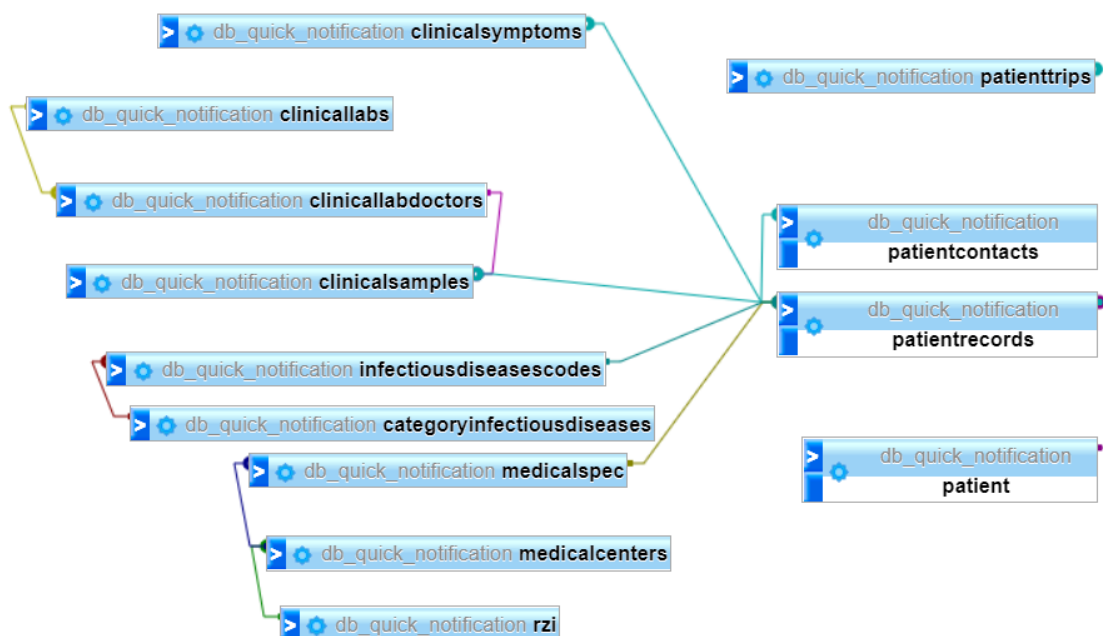 db_quick_notification clinicalsymptoms
db_quick_notification patienttrips
db_quick_notification clinicallabs
db_quick_notification clinicallabdoctors
db_quick_notification
patientcontacts
db_quick_notification clinicalsamples
db_quick_notification
patientrecords
db_quick_notification infectiousdiseasescodes
db_quick_notification categoryinfectiousdiseases
db_quick_notification medicalspec
db_quick_notification
patient
db_quick_notification medicalcenters
db_quick_notification rzi